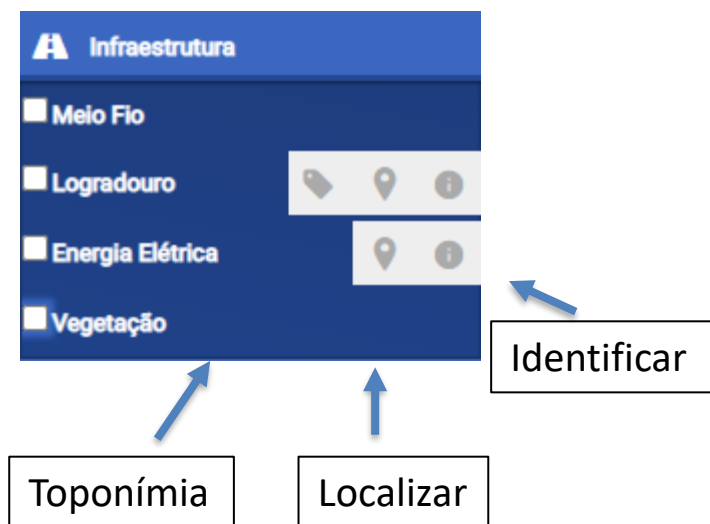 Infraestrutura
Meio Fio
Logradouro
Energia Elétrica
Vegetação
Identificar
Toponímia
Localizar